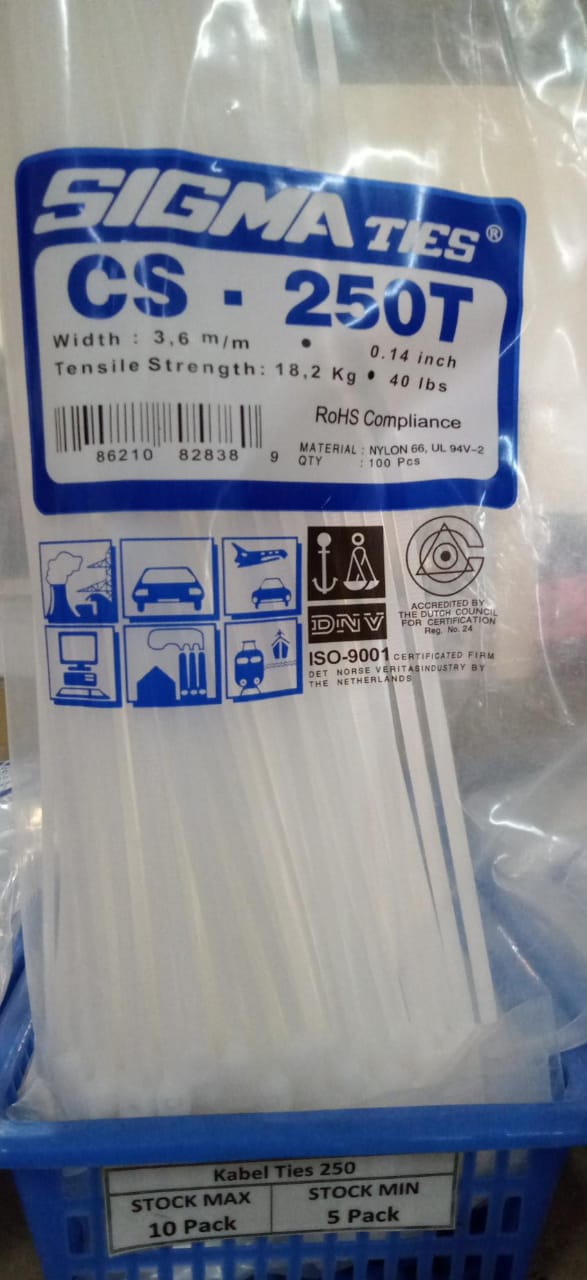 SIGMA TIES®
CS - 250T
Width : 3,6 m/m • 0.14 inch
Tensile Strength: 18,2 Kg • 40 lbs
RoHS Compliance
86210 82838 9
MATERIAL : NYLON 66, UL 94V-2
QTY : 100 Pcs
DNV
ACCREDITED BY
THE DUTCH COUNCIL
FOR CERTIFICATION
Reg. No. 24
ISO-9001 CERTIFICATED FIRM
DET NORSE VERITASINDUSTRY BY
THE NETHERLANDS
Kabel Ties 250
STOCK MAX
10 Pack
STOCK MIN
5 Pack